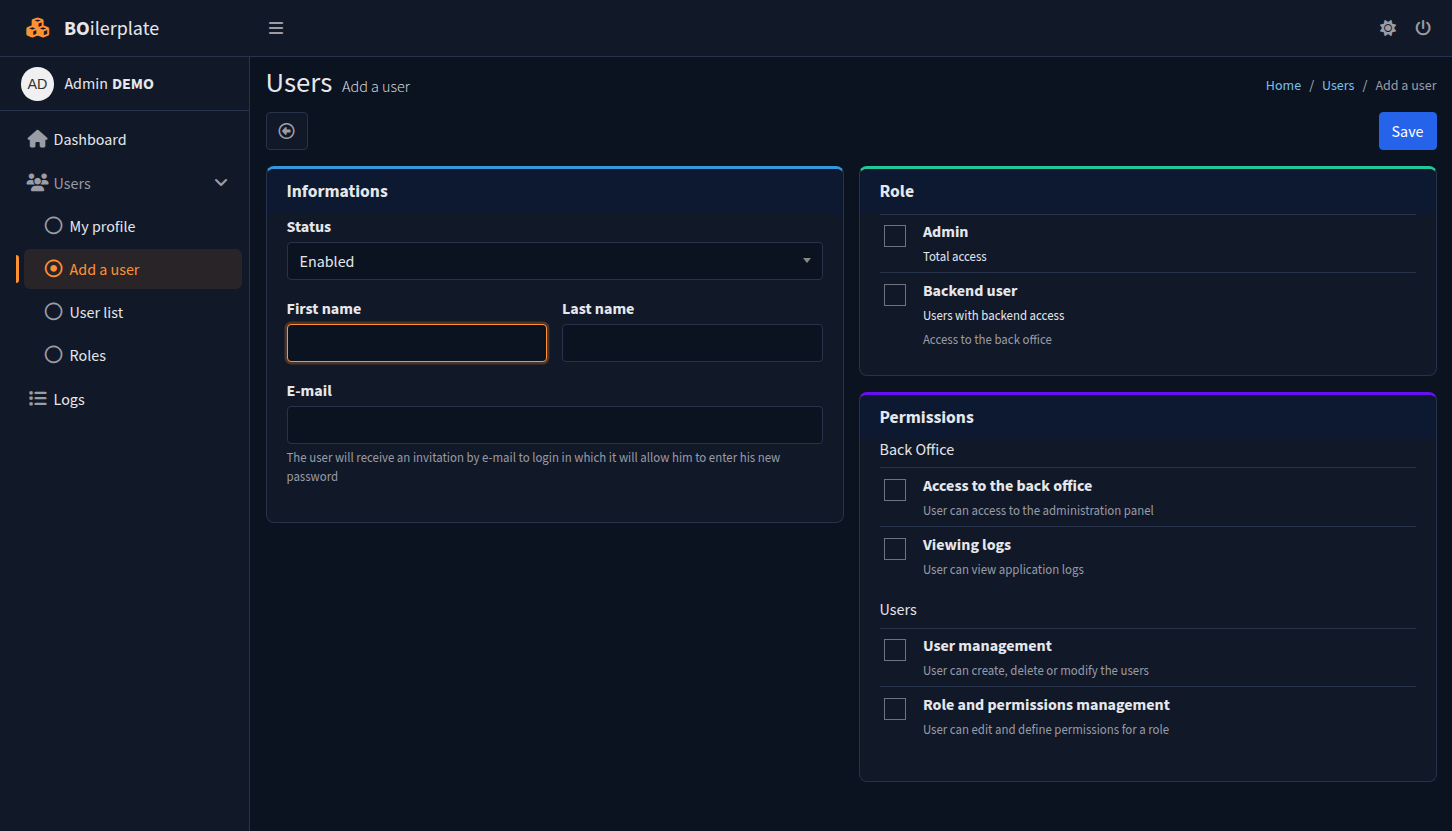 BOilerplate
AD
Admin DEMO
Dashboard
Users
My profile
Add a user
User list
Roles
Logs
Users Add a user
Home / Users / Add a user
Save
Informations
Status
Enabled
First name
Last name
E-mail
The user will receive an invitation by e-mail to login in which it will allow him to enter his new
password
Role
Admin
Total access
Backend user
Users with backend access
Access to the back office
Permissions
Back Office
Access to the back office
User can access to the administration panel
Viewing logs
User can view application logs
Users
User management
User can create, delete or modify the users
Role and permissions management
User can edit and define permissions for a role